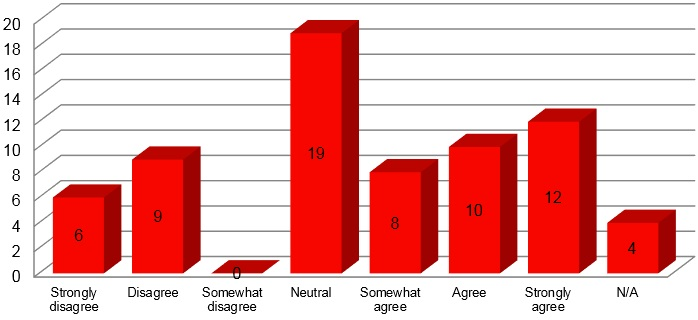 20
18
16
14
12
10
8
6
4
2
0
6
9
0
19
8
10
12
4
Strongly disagree
Disagree
Somewhat disagree
Neutral
Somewhat agree
Agree
Strongly agree
N/A